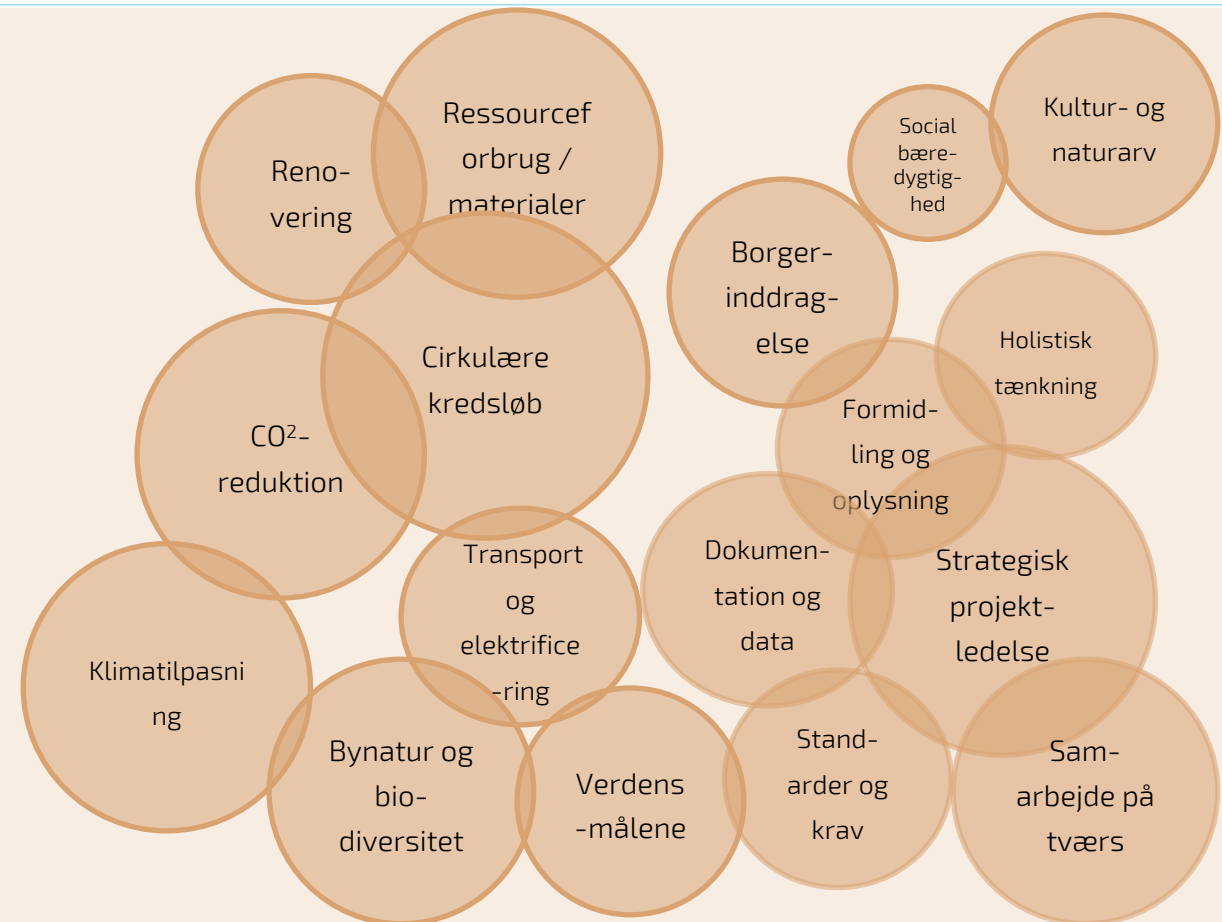 Reno-
vering
Ressourcef
orbrug /
materialer
Social
bære-
dygtig-
hed
Kultur- og
naturarv
Borger-
inddrag-
else
Holistisk
tænkning
Cirkulære
kredsløb
CO²-
reduktion
Formid-
ling og
oplysning
Transport
og
elektrifice
-ring
Dokumen-
tation og
data
Strategisk
projekt-
ledelse
Klimatilpasni
ng
Bynatur og
bio-
diversitet
Verdens
-målene
Stand-
arder og
krav
Sam-
arbejde på
tværs